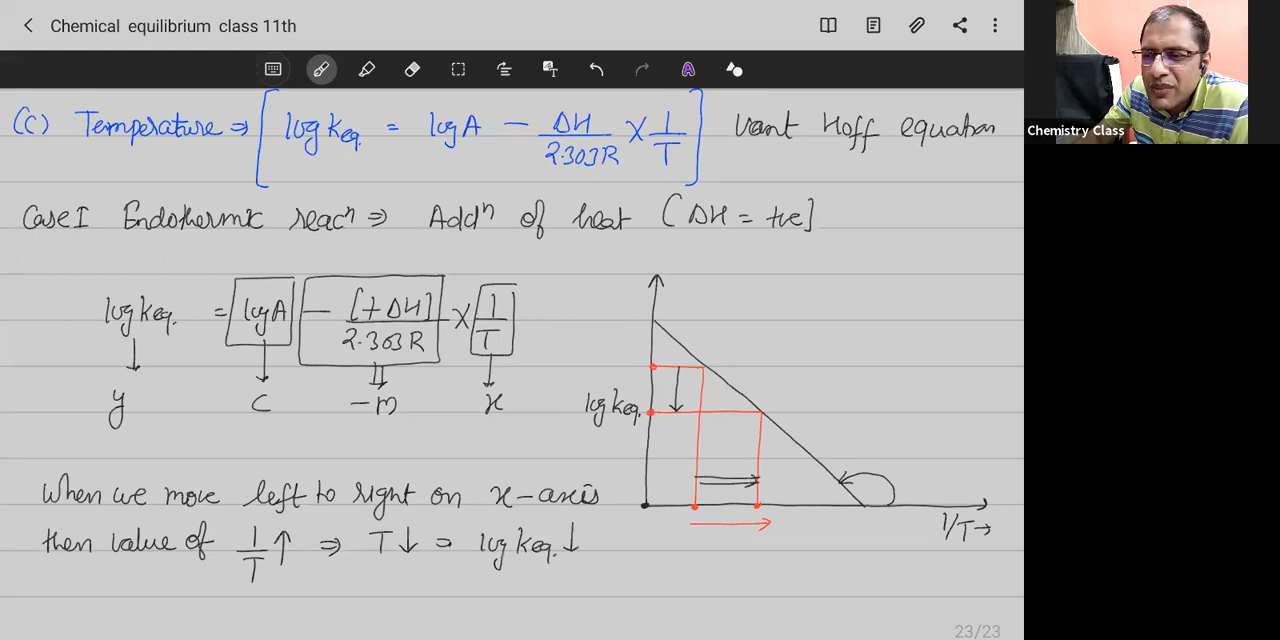 Chemical equilibrium class 11th
(C) Temperature ⇒ [log Keq. = log A − ΔH / 2.303R × 1/T] Vant Hoff equation
Chemistry Class
Case I Endothermic reacⁿ ⇒ Addⁿ of heat (ΔH = +ve]
log Keq. = log A − [+ΔH] / 2.303R × 1/T
y C −m x
log Keq.
1/T →
When we move left to right on x-axis
then value of 1/T ↑ ⇒ T↓ = log Keq. ↓
23/23